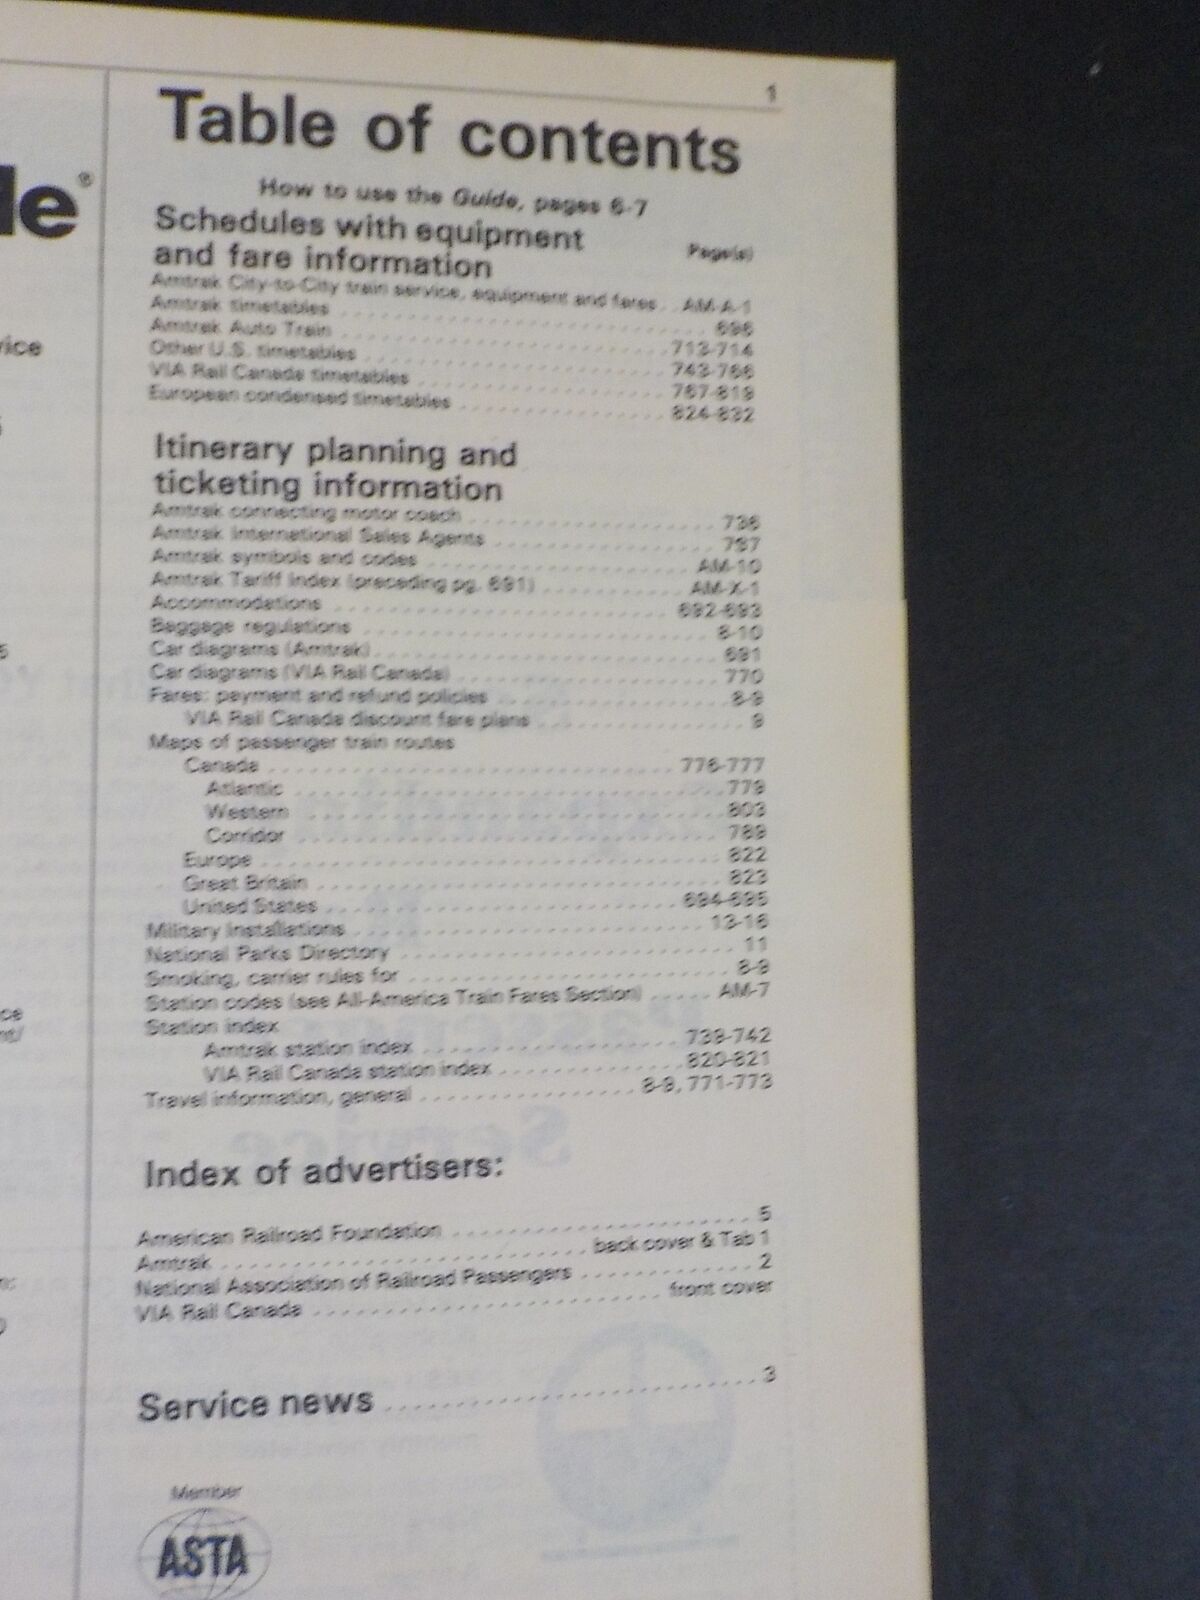 1
Table of contents
de®
How to use the Guide, pages 6-7
Schedules with equipment
and fare information
Page(s)
Amtrak City-to-City train service, equipment and fares . . AM-A-1
Amtrak timetables . . . 696
Amtrak Auto Train . . . 713-714
Other U.S. timetables . . . 743-766
VIA Rail Canada timetables . . . 767-819
European condensed timetables . . . 824-832
vice
Itinerary planning and
ticketing information
Amtrak connecting motor coach . . . 736
Amtrak International Sales Agents . . . 737
Amtrak symbols and codes . . . AM-10
Amtrak Tariff Index (preceding pg. 691) . . . AM-X-1
Accommodations . . . 692-693
Baggage regulations . . . 8-10
Car diagrams (Amtrak) . . . 691
Car diagrams (VIA Rail Canada) . . . 770
Fares: payment and refund policies . . . 8-9
VIA Rail Canada discount fare plans . . . 9
Maps of passenger train routes
Canada . . . 776-777
Atlantic . . . 779
Western . . . 803
Corridor . . . 789
Europe . . . 822
Great Britain . . . 823
United States . . . 694-695
Military Installations . . . 13-16
National Parks Directory . . . 11
Smoking, carrier rules for . . . 8-9
Station codes (see All-America Train Fares Section) . . . AM-7
Station index
Amtrak station index . . . 738-742
VIA Rail Canada station index . . . 820-821
Travel information, general . . . 8-9, 771-773
Index of advertisers:
American Railroad Foundation . . . 5
Amtrak . . . back cover & Tab 1
National Association of Railroad Passengers . . . 2
VIA Rail Canada . . . front cover
Service news . . . 3
Member
ASTA